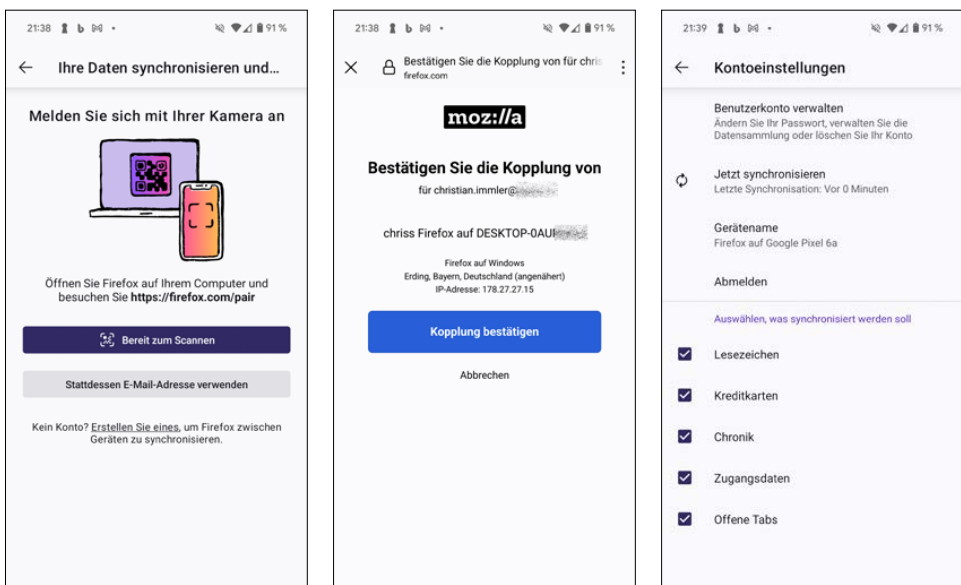 21:38
91 %
Ihre Daten synchronisieren und...
Melden Sie sich mit Ihrer Kamera an
Öffnen Sie Firefox auf Ihrem Computer und
besuchen Sie https://firefox.com/pair
Bereit zum Scannen
Stattdessen E-Mail-Adresse verwenden
Kein Konto? Erstellen Sie eines, um Firefox zwischen
Geräten zu synchronisieren.
21:38
91 %
Bestätigen Sie die Kopplung von für chris
firefox.com
moz://a
Bestätigen Sie die Kopplung von
für christian.immler@
chriss Firefox auf DESKTOP-0AU
Firefox auf Windows
Erding, Bayern, Deutschland (angenähert)
IP-Adresse: 178.27.27.15
Kopplung bestätigen
Abbrechen
21:39
91 %
Kontoeinstellungen
Benutzerkonto verwalten
Ändern Sie Ihr Passwort, verwalten Sie die
Datensammlung oder löschen Sie Ihr Konto
Jetzt synchronisieren
Letzte Synchronisation: Vor 0 Minuten
Gerätename
Firefox auf Google Pixel 6a
Abmelden
Auswählen, was synchronisiert werden soll
Lesezeichen
Kreditkarten
Chronik
Zugangsdaten
Offene Tabs